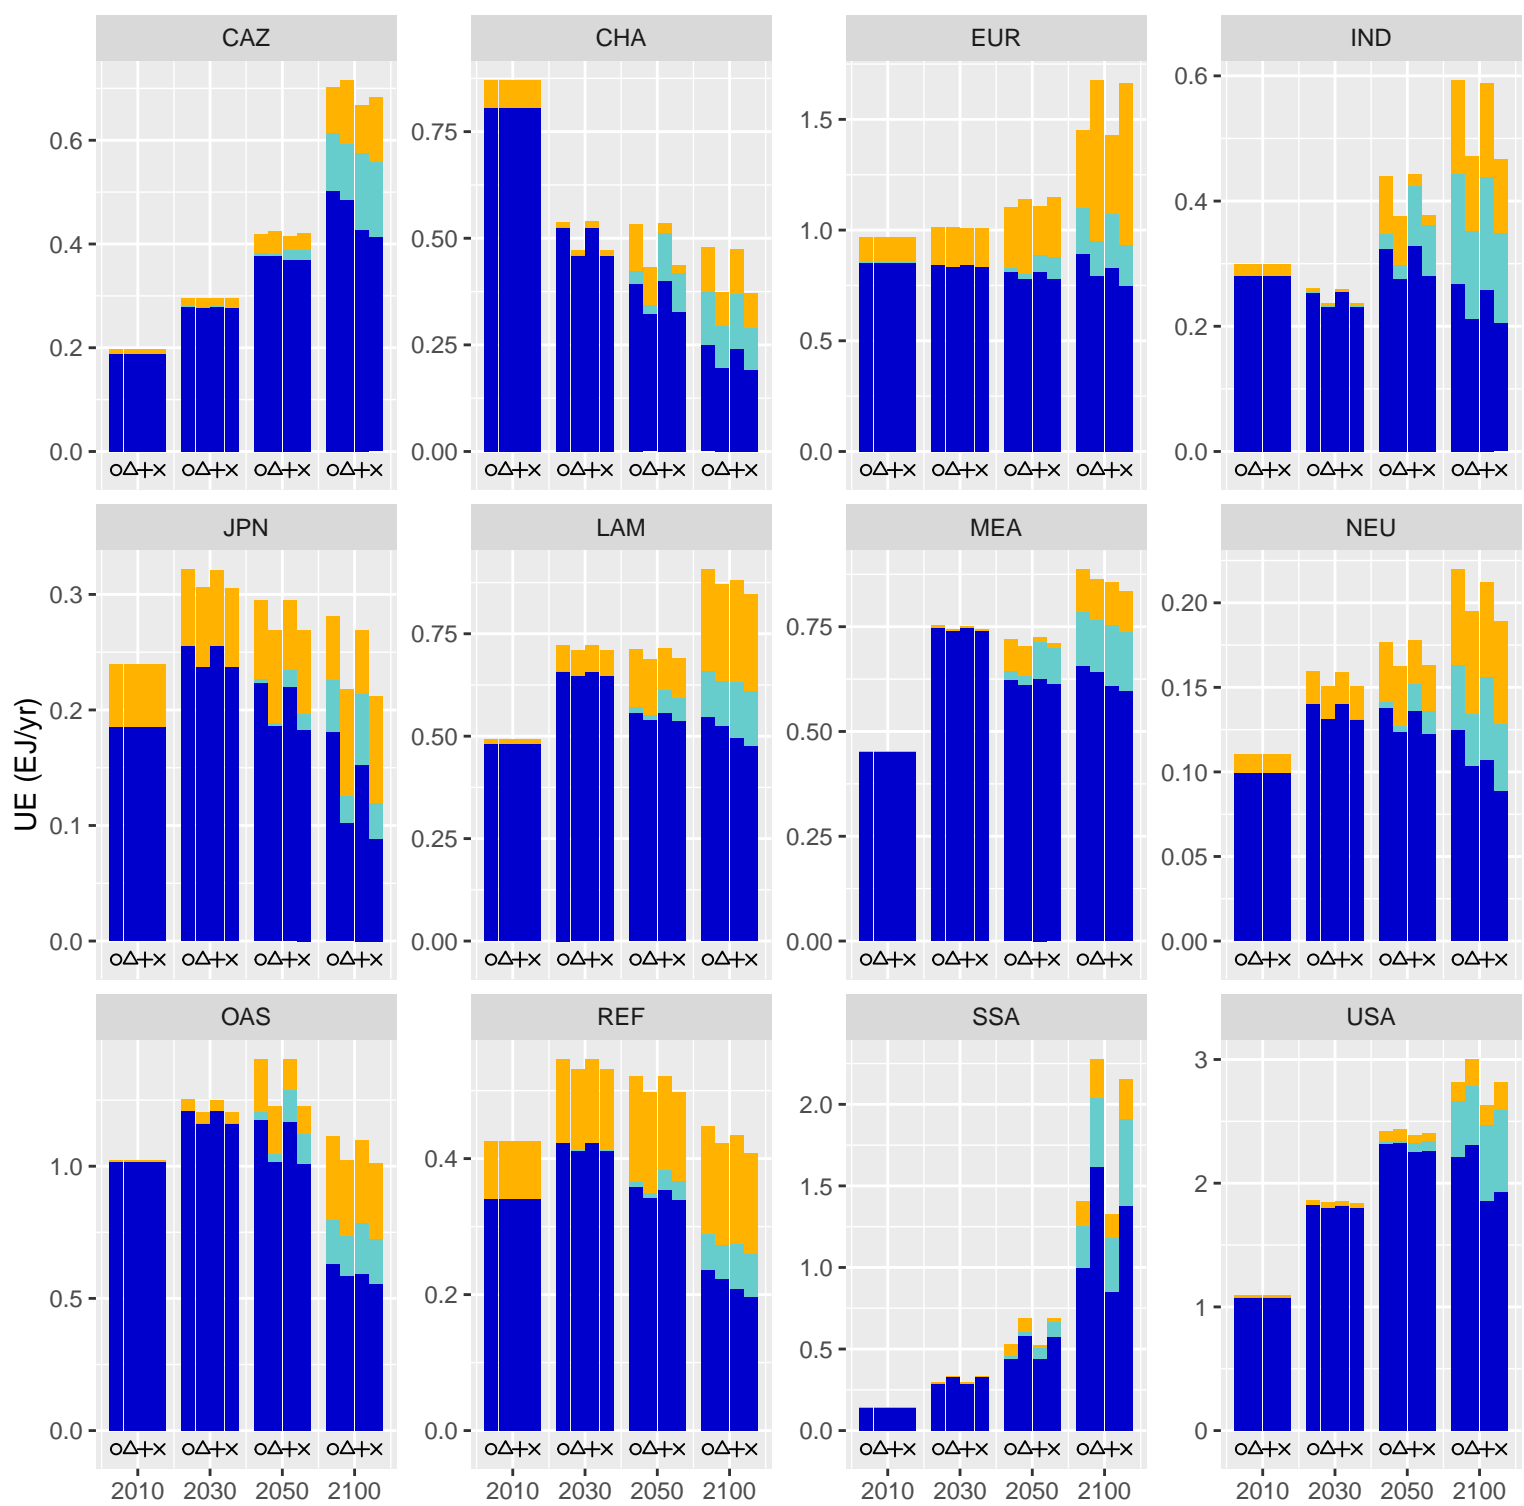 CAZ CHA EUR IND
0.6 0.4 0.2 0.0
0.75 0.50 0.25 0.00
1.5 1.0 0.5 0.0
0.6 0.4 0.2 0.0
JPN LAM MEA NEU
UE (EJ/yr)
0.3 0.2 0.1 0.0
0.75 0.50 0.25 0.00
0.75 0.50 0.25 0.00
0.20 0.15 0.10 0.05 0.00
OAS REF SSA USA
1.0 0.5 0.0
0.4 0.2 0.0
2.0 1.5 1.0 0.5 0.0
3 2 1 0
2010 2030 2050 2100 2010 2030 2050 2100 2010 2030 2050 2100 2010 2030 2050 2100